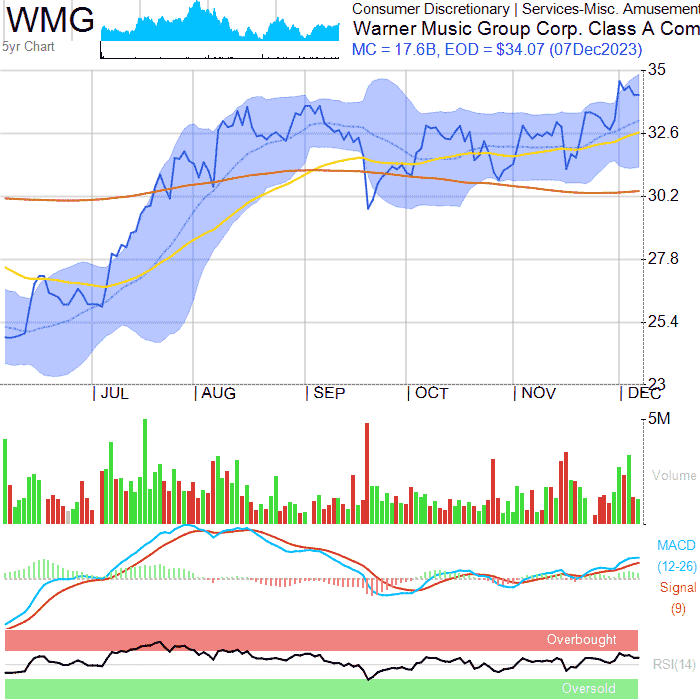 WMG
5yr Chart
Consumer Discretionary | Services-Misc. Amusement
Warner Music Group Corp. Class A Com
MC = 17.6B, EOD = $34.07 (07Dec2023)
35
32.6
30.2
27.8
25.4
23
JUL
AUG
SEP
OCT
NOV
DEC
5M
Volume
MACD
(12-26)
Signal
(9)
Overbought
RSI(14)
Oversold